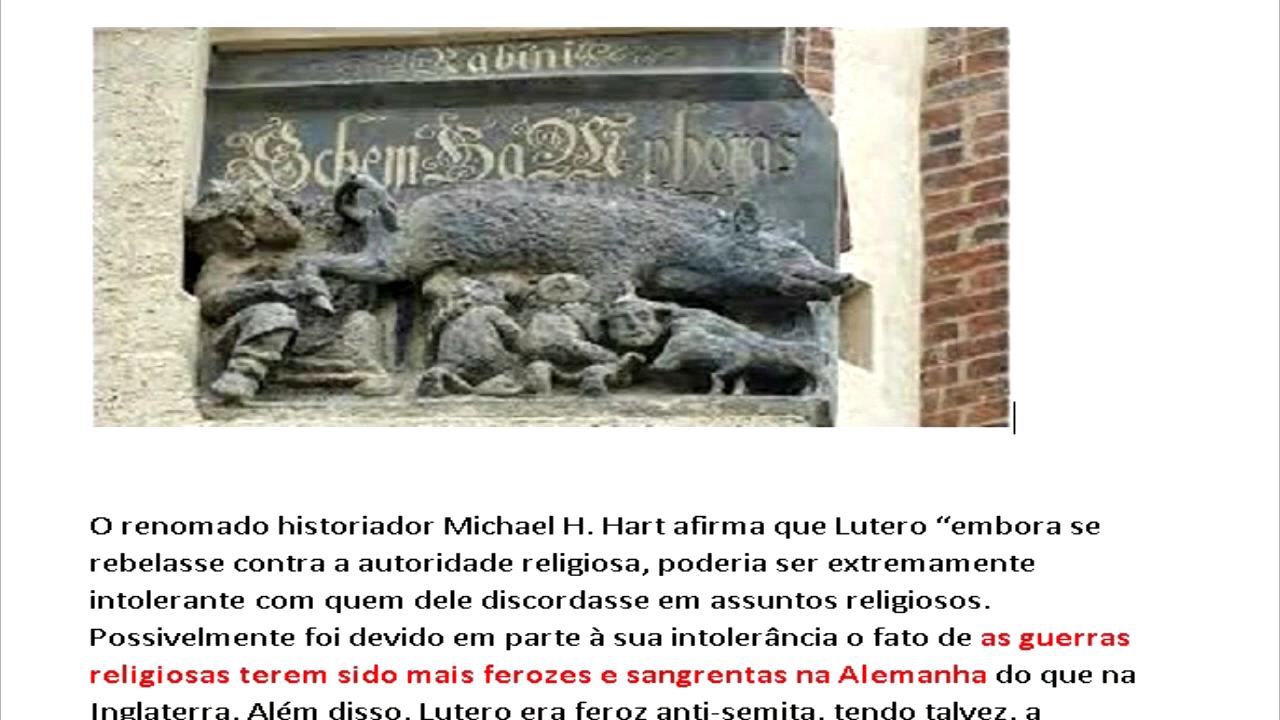 Rabini
Schem Ha Mphoras
O renomado historiador Michael H. Hart afirma que Lutero “embora se
rebelasse contra a autoridade religiosa, poderia ser extremamente
intolerante com quem dele discordasse em assuntos religiosos.
Possivelmente foi devido em parte à sua intolerância o fato de as guerras
religiosas terem sido mais ferozes e sangrentas na Alemanha do que na
Inglaterra. Além disso, Lutero era feroz anti-semita, tendo talvez, a